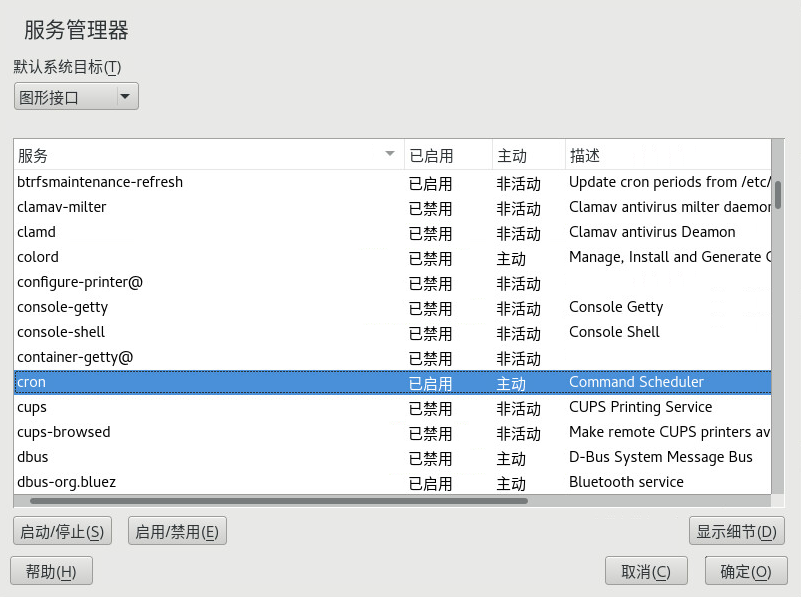 服务管理器
默认系统目标(T)
图形接口
服务 已启用 主动 描述
btrfsmaintenance-refresh 已启用 非活动 Update cron periods from /etc/
clamav-milter 已禁用 非活动 Clamav antivirus milter daemon
clamd 已禁用 非活动 Clamav antivirus Deamon
colord 已禁用 主动 Manage, Install and Generate C
configure-printer@ 已禁用 非活动
console-getty 已禁用 非活动 Console Getty
console-shell 已禁用 非活动 Console Shell
container-getty@ 已禁用 非活动
cron 已启用 主动 Command Scheduler
cups 已禁用 非活动 CUPS Printing Service
cups-browsed 已禁用 非活动 Make remote CUPS printers av
dbus 已禁用 主动 D-Bus System Message Bus
dbus-org.bluez 已启用 主动 Bluetooth service
启动/停止(S) 启用/禁用(E) 显示细节(D)
帮助(H) 取消(C) 确定(O)